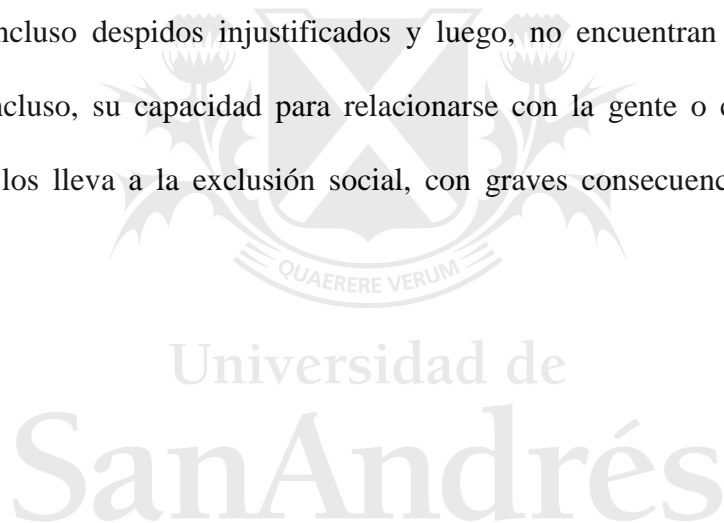 ncluso despidos injustificados y luego, no encuentran
ncluso, su capacidad para relacionarse con la gente o
los lleva a la exclusión social, con graves consecuenc
QUAERERE VERUM
Universidad de
SanAndrés